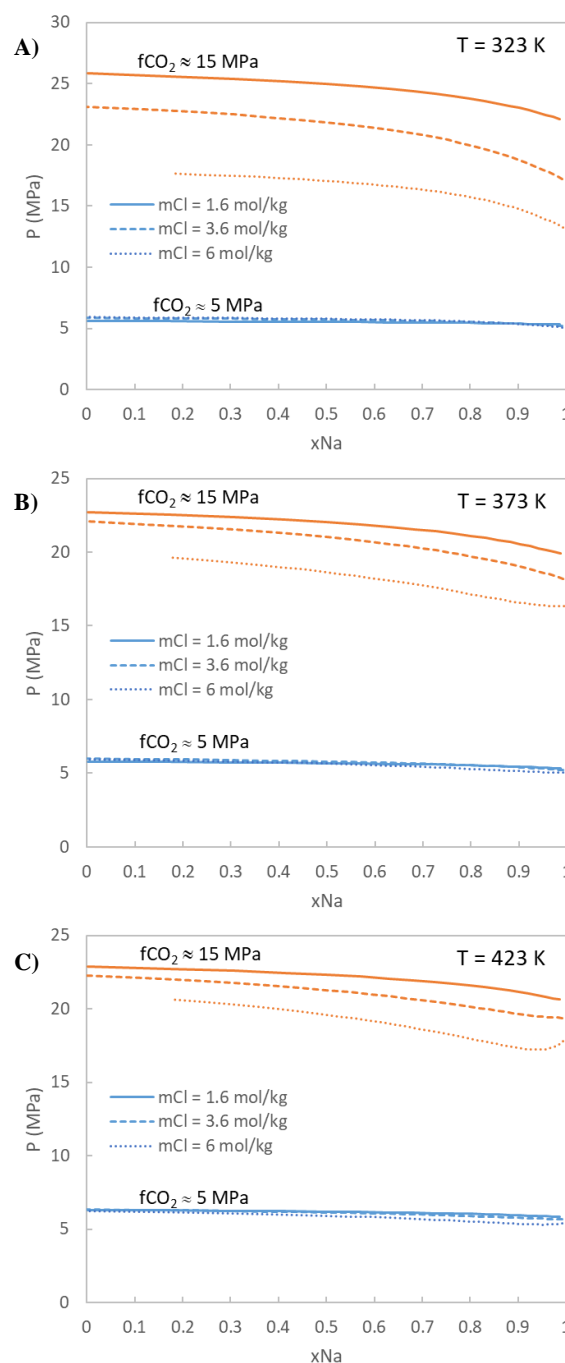 A)
T = 323 K
fCO₂ ≈ 15 MPa
mCl = 1.6 mol/kg
mCl = 3.6 mol/kg
mCl = 6 mol/kg
fCO₂ ≈ 5 MPa
P (MPa)
30
25
20
15
10
5
0
0 0.1 0.2 0.3 0.4 0.5 0.6 0.7 0.8 0.9 1
xNa
B)
T = 373 K
fCO₂ ≈ 15 MPa
mCl = 1.6 mol/kg
mCl = 3.6 mol/kg
mCl = 6 mol/kg
fCO₂ ≈ 5 MPa
P (MPa)
25
20
15
10
5
0
0 0.1 0.2 0.3 0.4 0.5 0.6 0.7 0.8 0.9 1
xNa
C)
T = 423 K
fCO₂ ≈ 15 MPa
mCl = 1.6 mol/kg
mCl = 3.6 mol/kg
mCl = 6 mol/kg
fCO₂ ≈ 5 MPa
P (MPa)
25
20
15
10
5
0
0 0.1 0.2 0.3 0.4 0.5 0.6 0.7 0.8 0.9 1
xNa